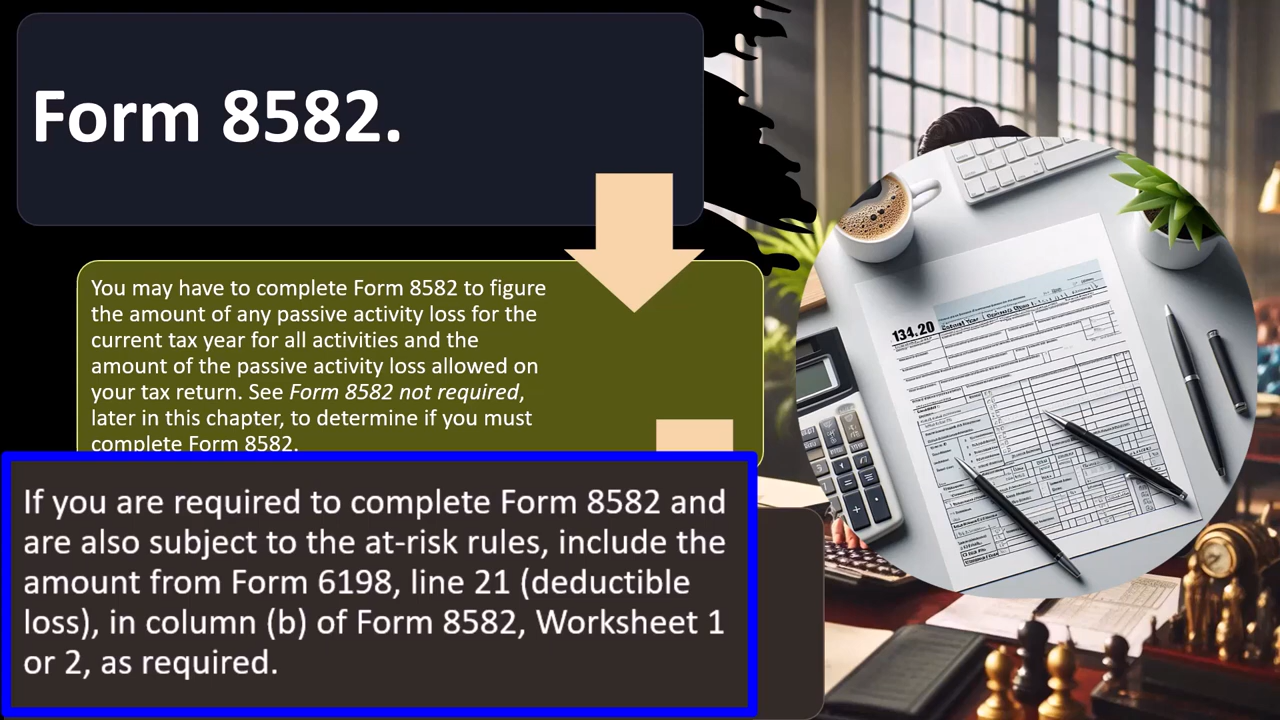 Form 8582.
You may have to complete Form 8582 to figure
the amount of any passive activity loss for the
current tax year for all activities and the
amount of the passive activity loss allowed on
your tax return. See Form 8582 not required,
later in this chapter, to determine if you must
complete Form 8582.
If you are required to complete Form 8582 and
are also subject to the at-risk rules, include the
amount from Form 6198, line 21 (deductible
loss), in column (b) of Form 8582, Worksheet 1
or 2, as required.
134.20